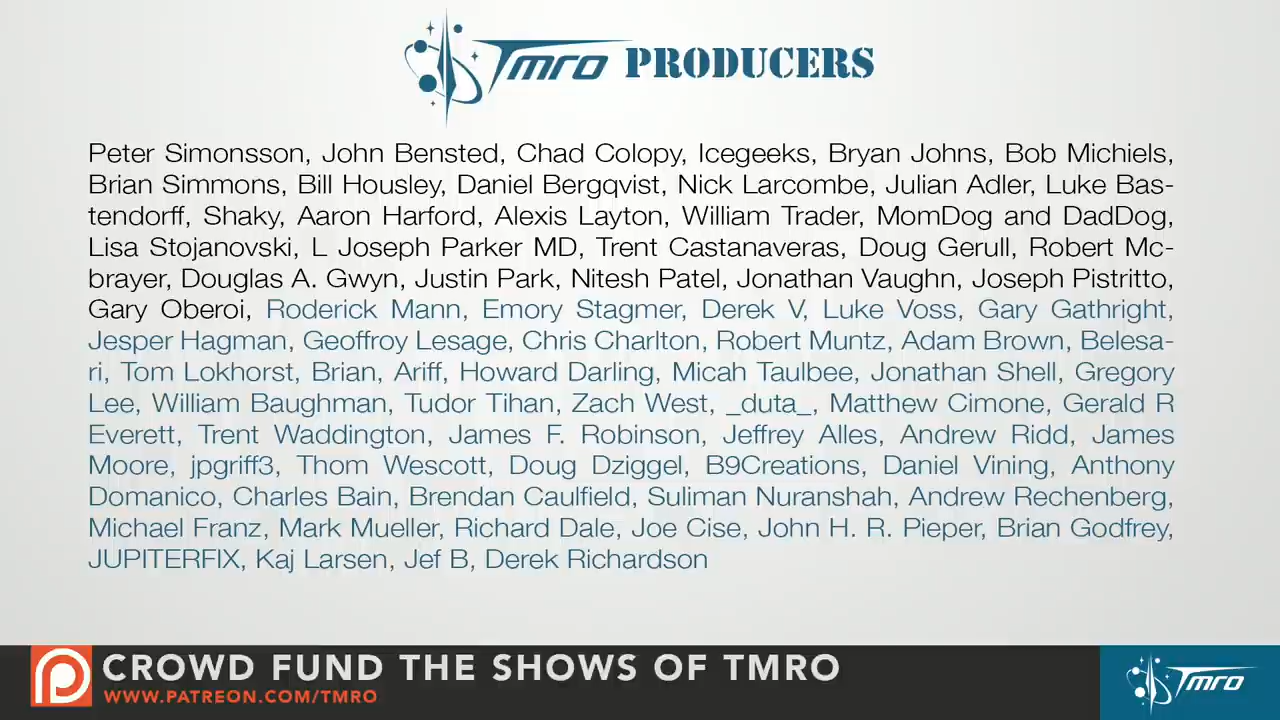 TMRO PRODUCERS
Peter Simonsson, John Bensted, Chad Colopy, Icegeeks, Bryan Johns, Bob Michiels,
Brian Simmons, Bill Housley, Daniel Bergqvist, Nick Larcombe, Julian Adler, Luke Bas-
tendorff, Shaky, Aaron Harford, Alexis Layton, William Trader, MomDog and DadDog,
Lisa Stojanovski, L Joseph Parker MD, Trent Castanaveras, Doug Gerull, Robert Mc-
brayer, Douglas A. Gwyn, Justin Park, Nitesh Patel, Jonathan Vaughn, Joseph Pistritto,
Gary Oberoi, Roderick Mann, Emory Stagmer, Derek V, Luke Voss, Gary Gathright,
Jesper Hagman, Geoffroy Lesage, Chris Charlton, Robert Muntz, Adam Brown, Belesa-
ri, Tom Lokhorst, Brian, Ariff, Howard Darling, Micah Taulbee, Jonathan Shell, Gregory
Lee, William Baughman, Tudor Tihan, Zach West, _duta_, Matthew Cimone, Gerald R
Everett, Trent Waddington, James F. Robinson, Jeffrey Alles, Andrew Ridd, James
Moore, jpgriff3, Thom Wescott, Doug Dziggel, B9Creations, Daniel Vining, Anthony
Domanico, Charles Bain, Brendan Caulfield, Suliman Nuranshah, Andrew Rechenberg,
Michael Franz, Mark Mueller, Richard Dale, Joe Cise, John H. R. Pieper, Brian Godfrey,
JUPITERFIX, Kaj Larsen, Jef B, Derek Richardson
CROWD FUND THE SHOWS OF TMRO
WWW.PATREON.COM/TMRO
TMRO